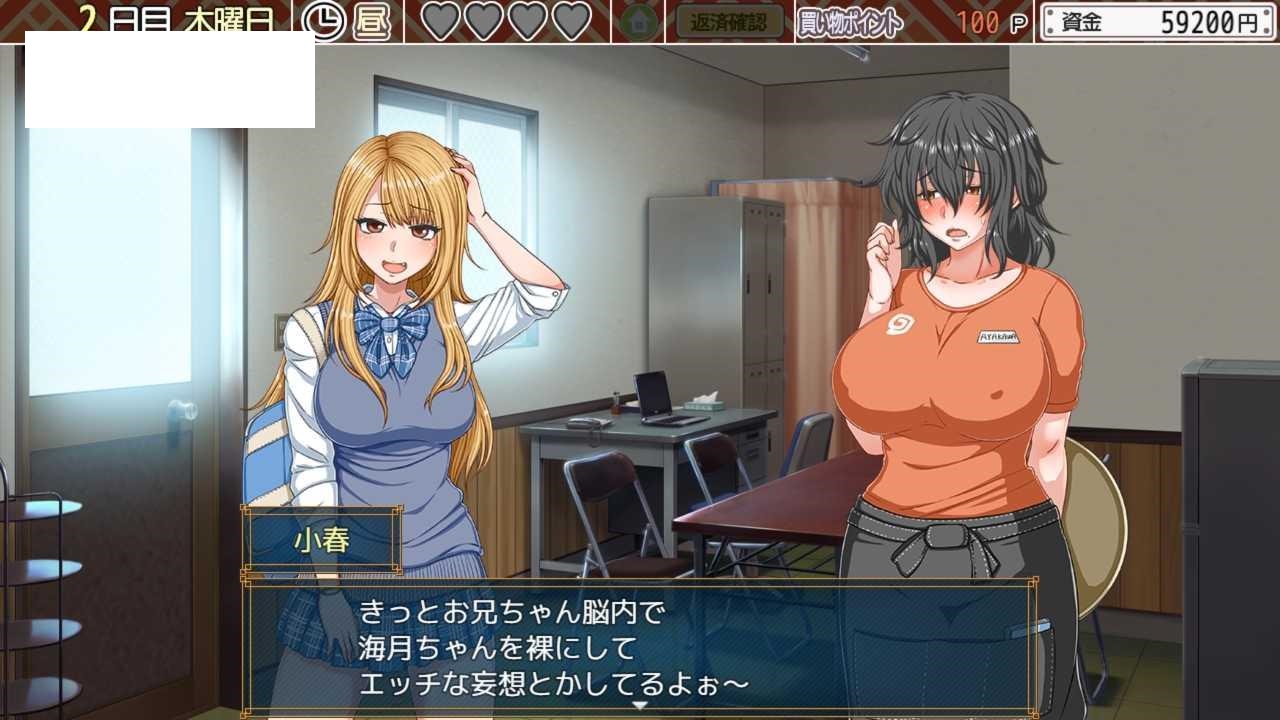 2日目 木曜日
昼
返済確認
買い物ポイント
100 P
資金
59200円
AYAKAWA
小春
きっとお兄ちゃん脳内で
海月ちゃんを裸にして
エッチな妄想とかしてるよぉ～